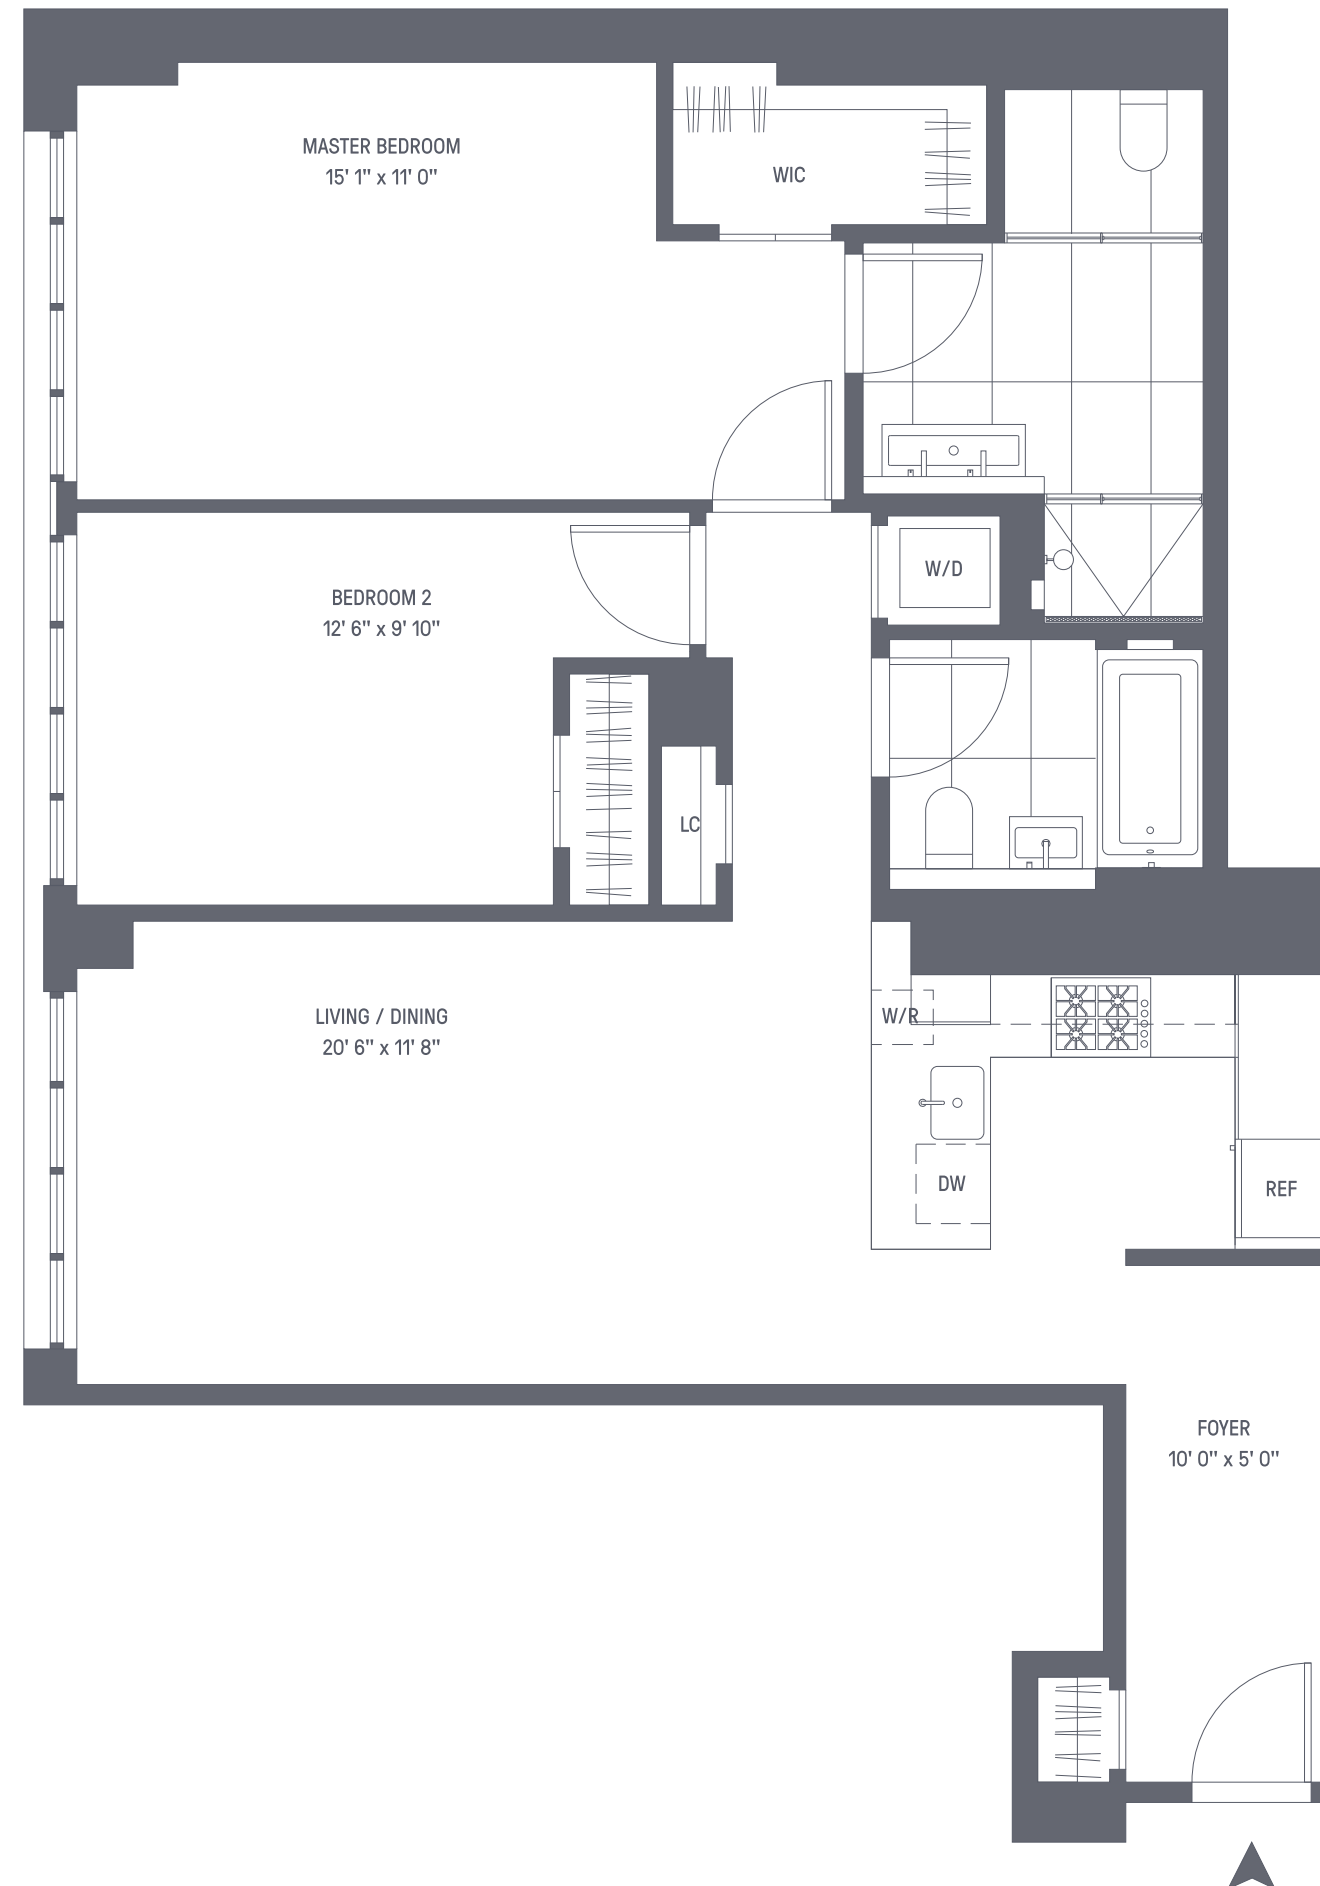 MASTER BEDROOM
15' 1" x 11' 0"
WIC
BEDROOM 2
12' 6" x 9' 10"
W/D
LC
LIVING / DINING
20' 6" x 11' 8"
W/R
DW
REF
FOYER
10' 0" x 5' 0"